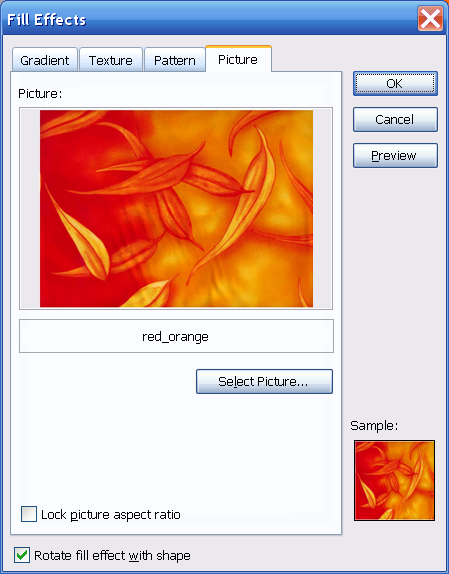 Fill Effects
Gradient Texture Pattern Picture
Picture:
OK
Cancel
Preview
red_orange
Select Picture...
Sample:
Lock picture aspect ratio
Rotate fill effect with shape